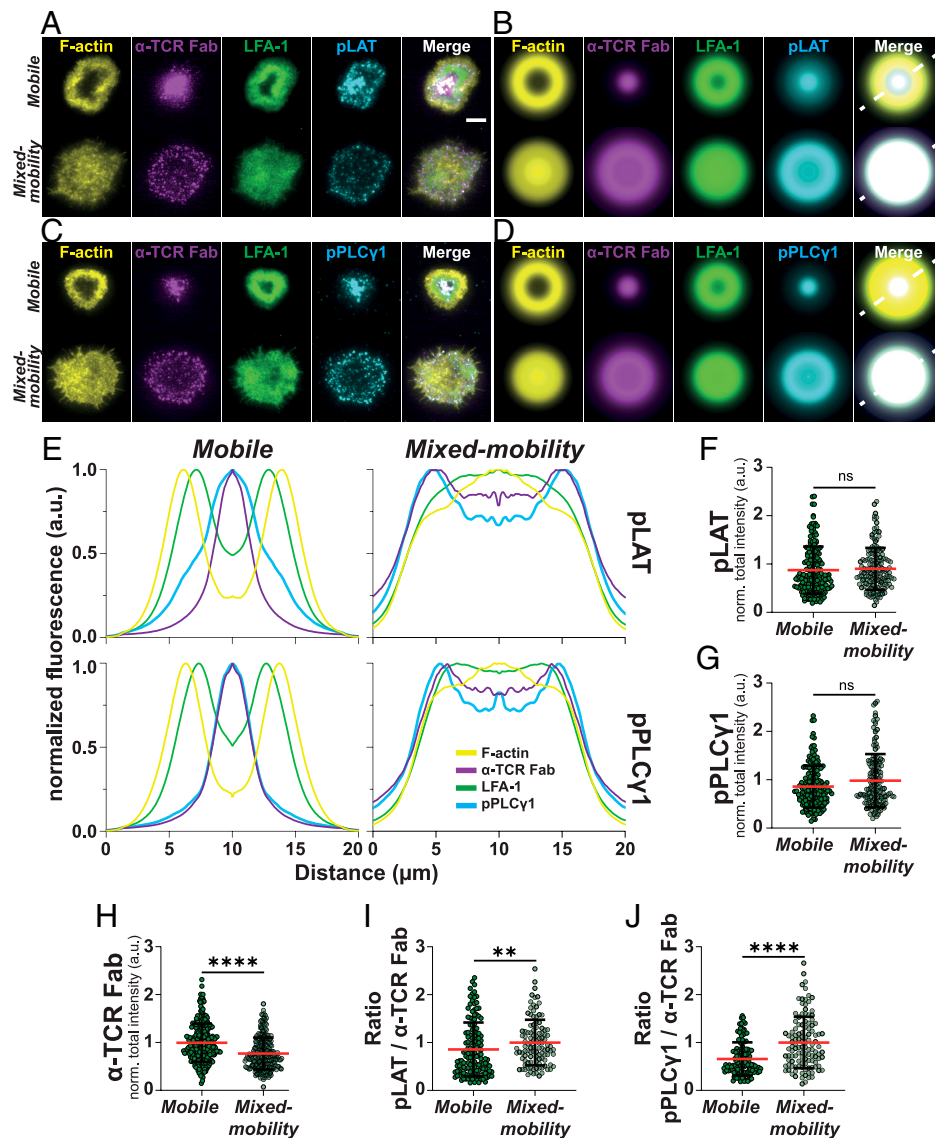 A
B
F-actin α-TCR Fab LFA-1 pLAT Merge
F-actin α-TCR Fab LFA-1 pLAT Merge
Mobile
Mixed-
mobility
C
D
F-actin α-TCR Fab LFA-1 pPLCγ1 Merge
F-actin α-TCR Fab LFA-1 pPLCγ1 Merge
Mobile
Mixed-
mobility
E
Mobile
Mixed-mobility
normalized fluorescence (a.u.)
1.0
0.5
0.0
pLAT
1.0
0.5
0.0
F-actin
α-TCR Fab
LFA-1
pPLCγ1
pPLCγ1
0 5 10 15 20
0 5 10 15 20
Distance (µm)
F
pLAT
norm. total intensity (a.u.)
3
2
1
0
ns
Mobile
Mixed-
mobility
G
pPLCγ1
norm. total intensity (a.u.)
3
2
1
0
ns
Mobile
Mixed-
mobility
H
α-TCR Fab
norm. total intensity (a.u.)
3
2
1
0
****
Mobile
Mixed-
mobility
I
Ratio
pLAT / α-TCR Fab
3
2
1
0
**
Mobile
Mixed-
mobility
J
Ratio
pPLCγ1 / α-TCR Fab
3
2
1
0
****
Mobile
Mixed-
mobility